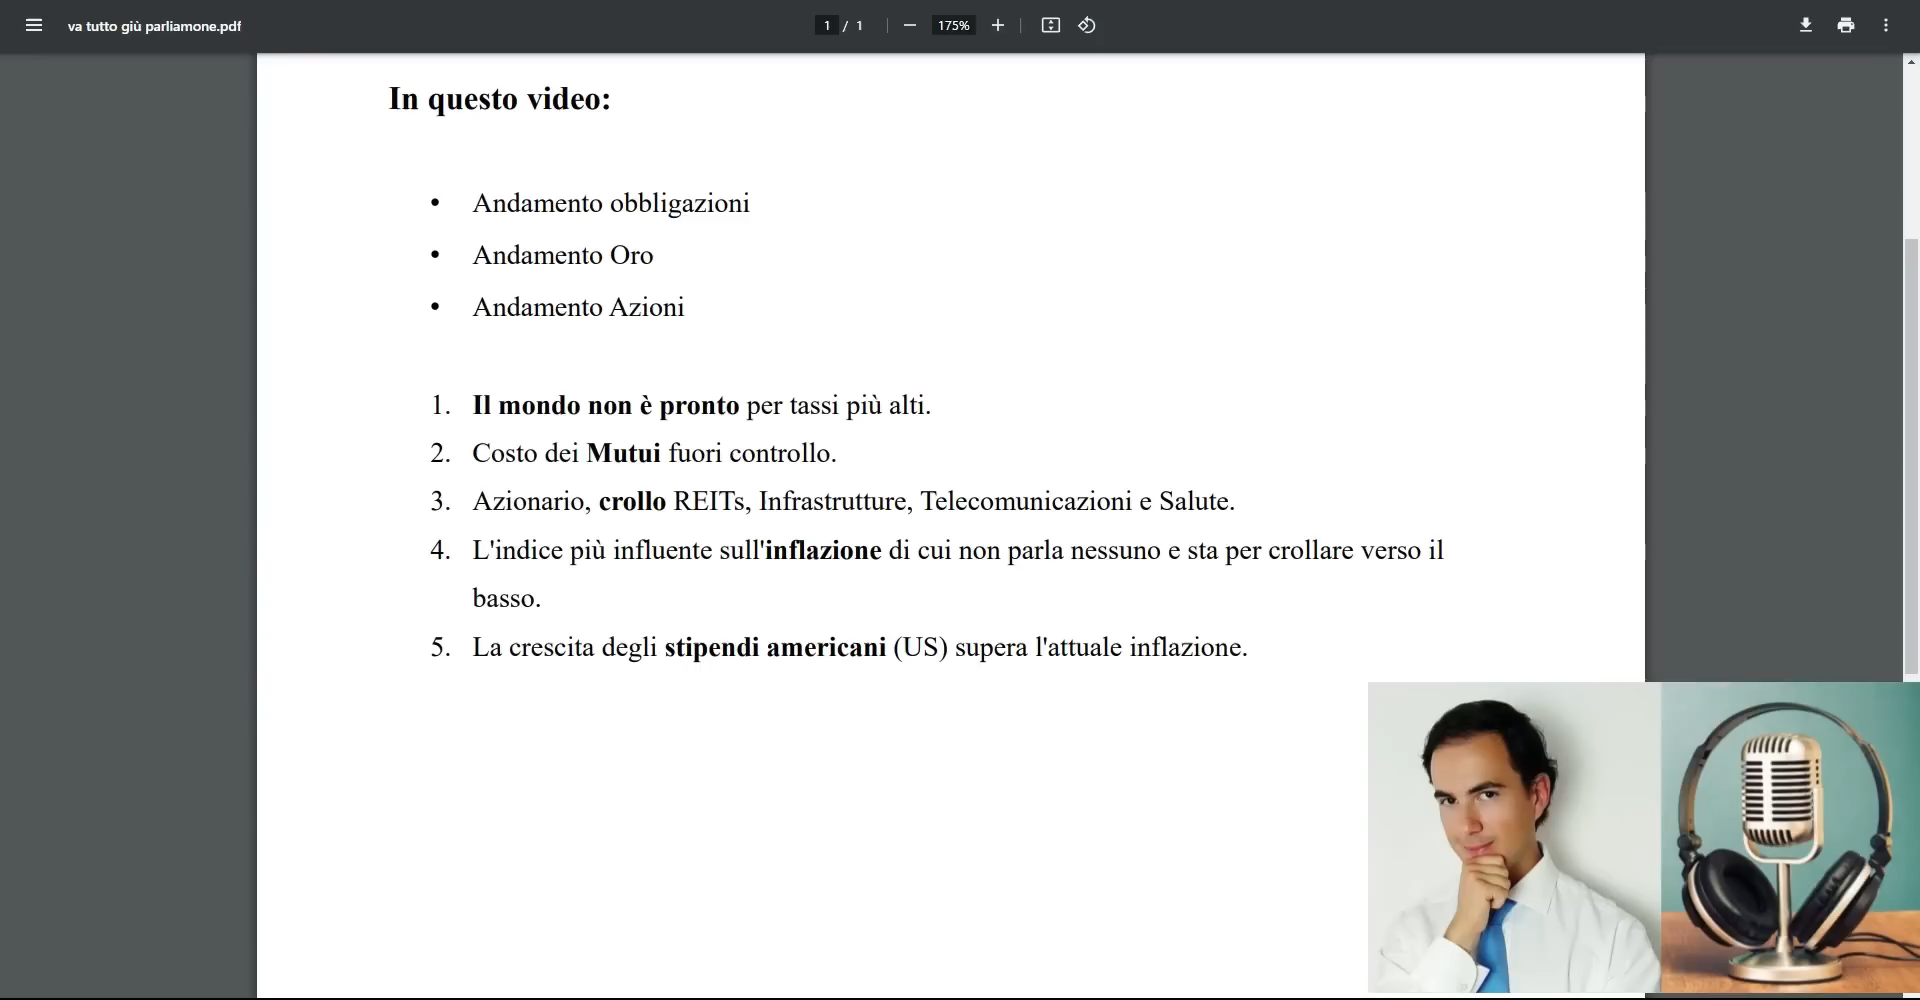 va tutto giù parliamone.pdf
1 / 1
175%
In questo video:
• Andamento obbligazioni
• Andamento Oro
• Andamento Azioni
1. Il mondo non è pronto per tassi più alti.
2. Costo dei Mutui fuori controllo.
3. Azionario, crollo REITs, Infrastrutture, Telecomunicazioni e Salute.
4. L'indice più influente sull'inflazione di cui non parla nessuno e sta per crollare verso il
basso.
5. La crescita degli stipendi americani (US) supera l'attuale inflazione.